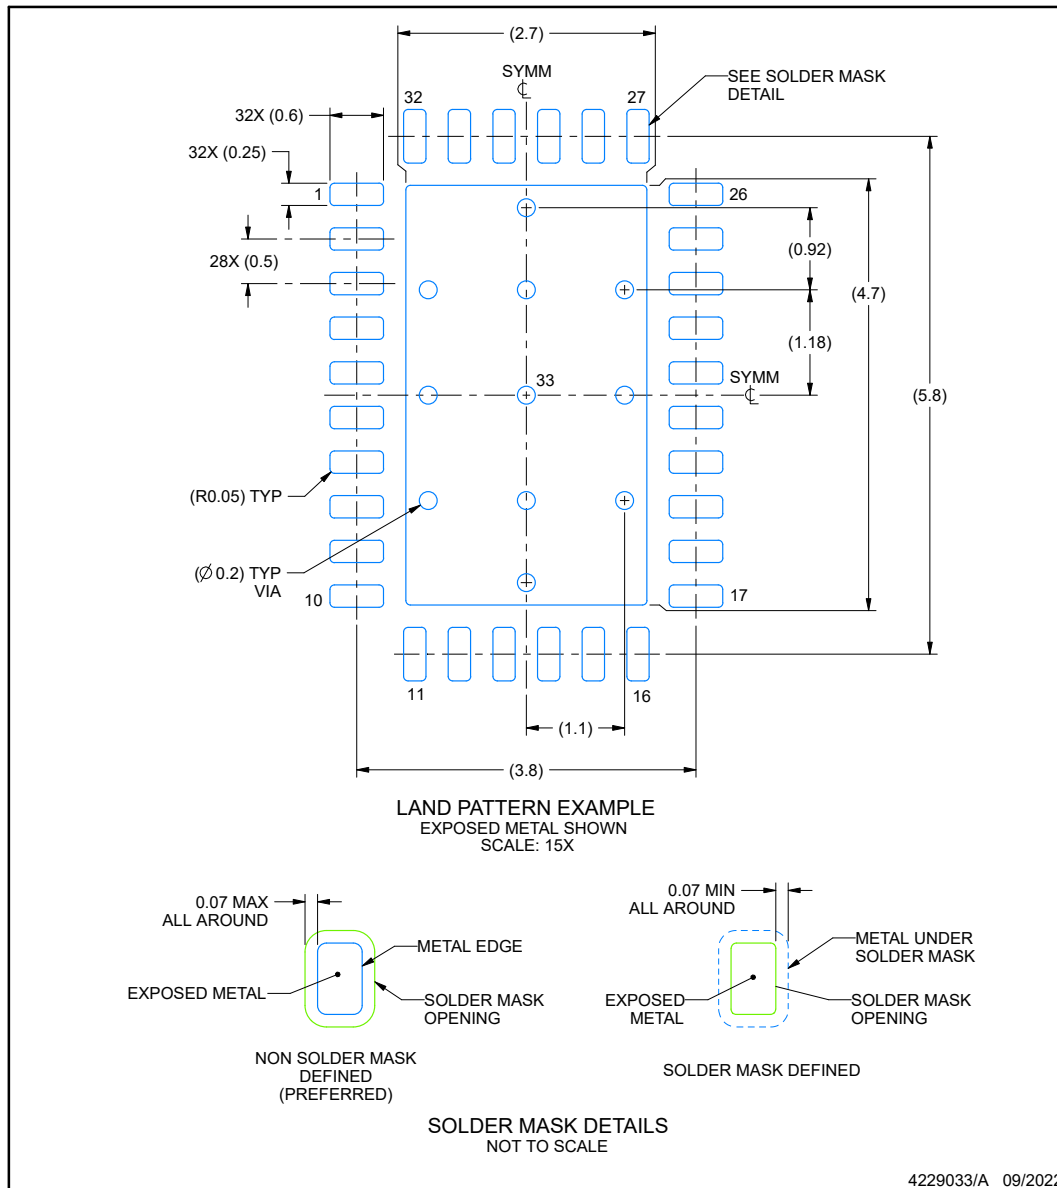 (2.7)
SYMM
℄
32
27
SEE SOLDER MASK
DETAIL
32X (0.6)
32X (0.25)
1
26
28X (0.5)
(0.92)
(4.7)
(1.18)
33
SYMM
℄
(5.8)
(R0.05) TYP
(Ø 0.2) TYP
VIA
10
17
11
16
(1.1)
(3.8)
LAND PATTERN EXAMPLE
EXPOSED METAL SHOWN
SCALE: 15X
0.07 MAX
ALL AROUND
METAL EDGE
EXPOSED METAL
SOLDER MASK
OPENING
NON SOLDER MASK
DEFINED
(PREFERRED)
0.07 MIN
ALL AROUND
METAL UNDER
SOLDER MASK
EXPOSED
METAL
SOLDER MASK
OPENING
SOLDER MASK DEFINED
SOLDER MASK DETAILS
NOT TO SCALE
4229033/A 09/2022